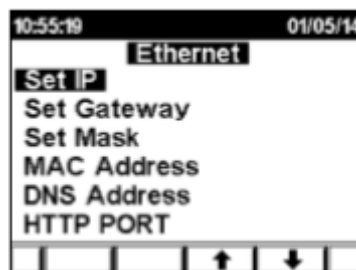 10:55:19 01/05/14
Ethernet
Set IP
Set Gateway
Set Mask
MAC Address
DNS Address
HTTP PORT